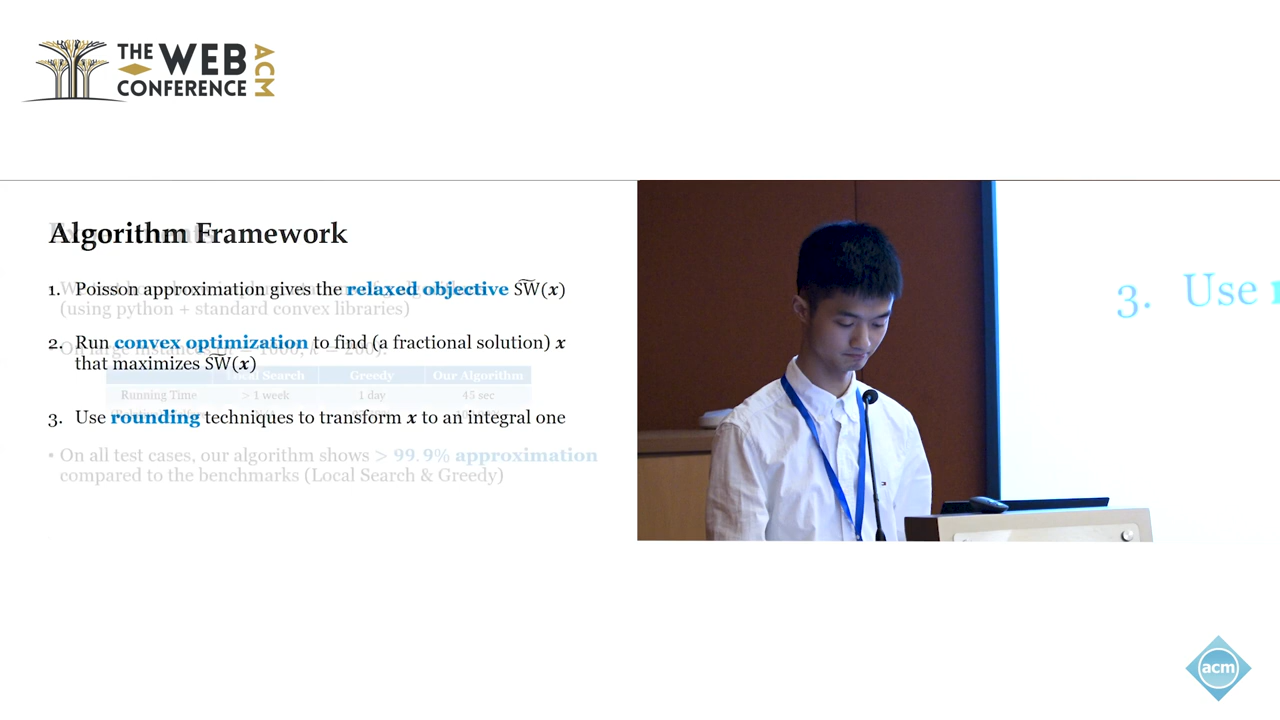 THE WEB
CONFERENCE
ACM
Algorithm Framework
1. Poisson approximation gives the relaxed objective S͠W(x)
(using python + standard convex libraries)
2. Run convex optimization to find (a fractional solution) x
that maximizes S͠W(x)
Local Search Greedy Our Algorithm
Running Time > 1 week 1 day 45 sec
3. Use rounding techniques to transform x to an integral one
• On all test cases, our algorithm shows > 99.9% approximation
compared to the benchmarks (Local Search & Greedy)
3. Use
acm